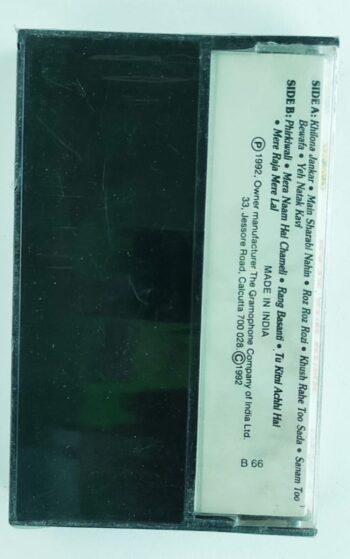 SIDE A: Khilona Jankar • Main Sharabi Nahin • Roz Roz Rozi • Khush Rahe Too Sada • Sanam Too
Bewafa • Yeh Natak Kavi
SIDE B: Phirkiwali • Mera Naam Hai Chameli • Rang Basanti • Tu Kitni Achhi Hai
• Mere Raja Mere Lal
MADE IN INDIA
Ⓟ 1992, Owner manufacturer The Gramophone Company of India Ltd.
33, Jessore Road, Calcutta 700 028. Ⓒ 1992
B 66